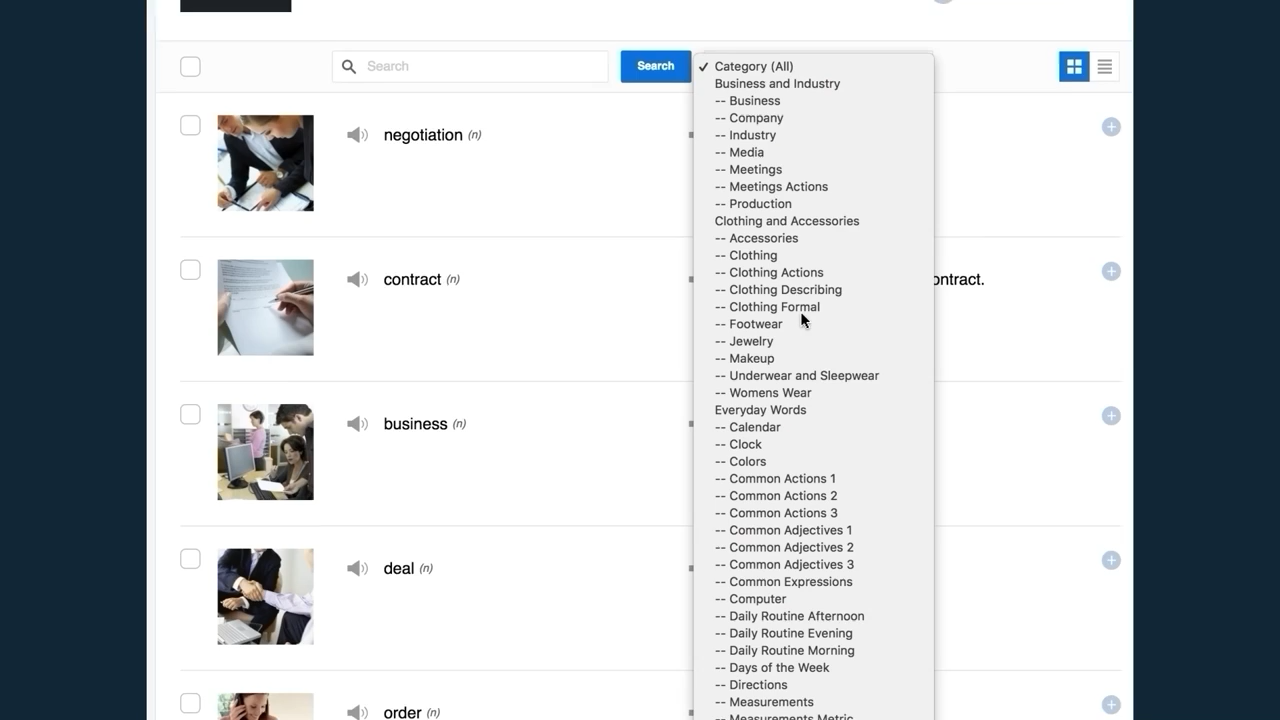 Search
Search
✓ Category (All)
Business and Industry
-- Business
-- Company
-- Industry
-- Media
-- Meetings
-- Meetings Actions
-- Production
Clothing and Accessories
-- Accessories
-- Clothing
-- Clothing Actions
-- Clothing Describing
-- Clothing Formal
-- Footwear
-- Jewelry
-- Makeup
-- Underwear and Sleepwear
-- Womens Wear
Everyday Words
-- Calendar
-- Clock
-- Colors
-- Common Actions 1
-- Common Actions 2
-- Common Actions 3
-- Common Adjectives 1
-- Common Adjectives 2
-- Common Adjectives 3
-- Common Expressions
-- Computer
-- Daily Routine Afternoon
-- Daily Routine Evening
-- Daily Routine Morning
-- Days of the Week
-- Directions
-- Measurements
-- Measurements Metric
negotiation (n)
contract (n)
ontract.
business (n)
deal (n)
order (n)